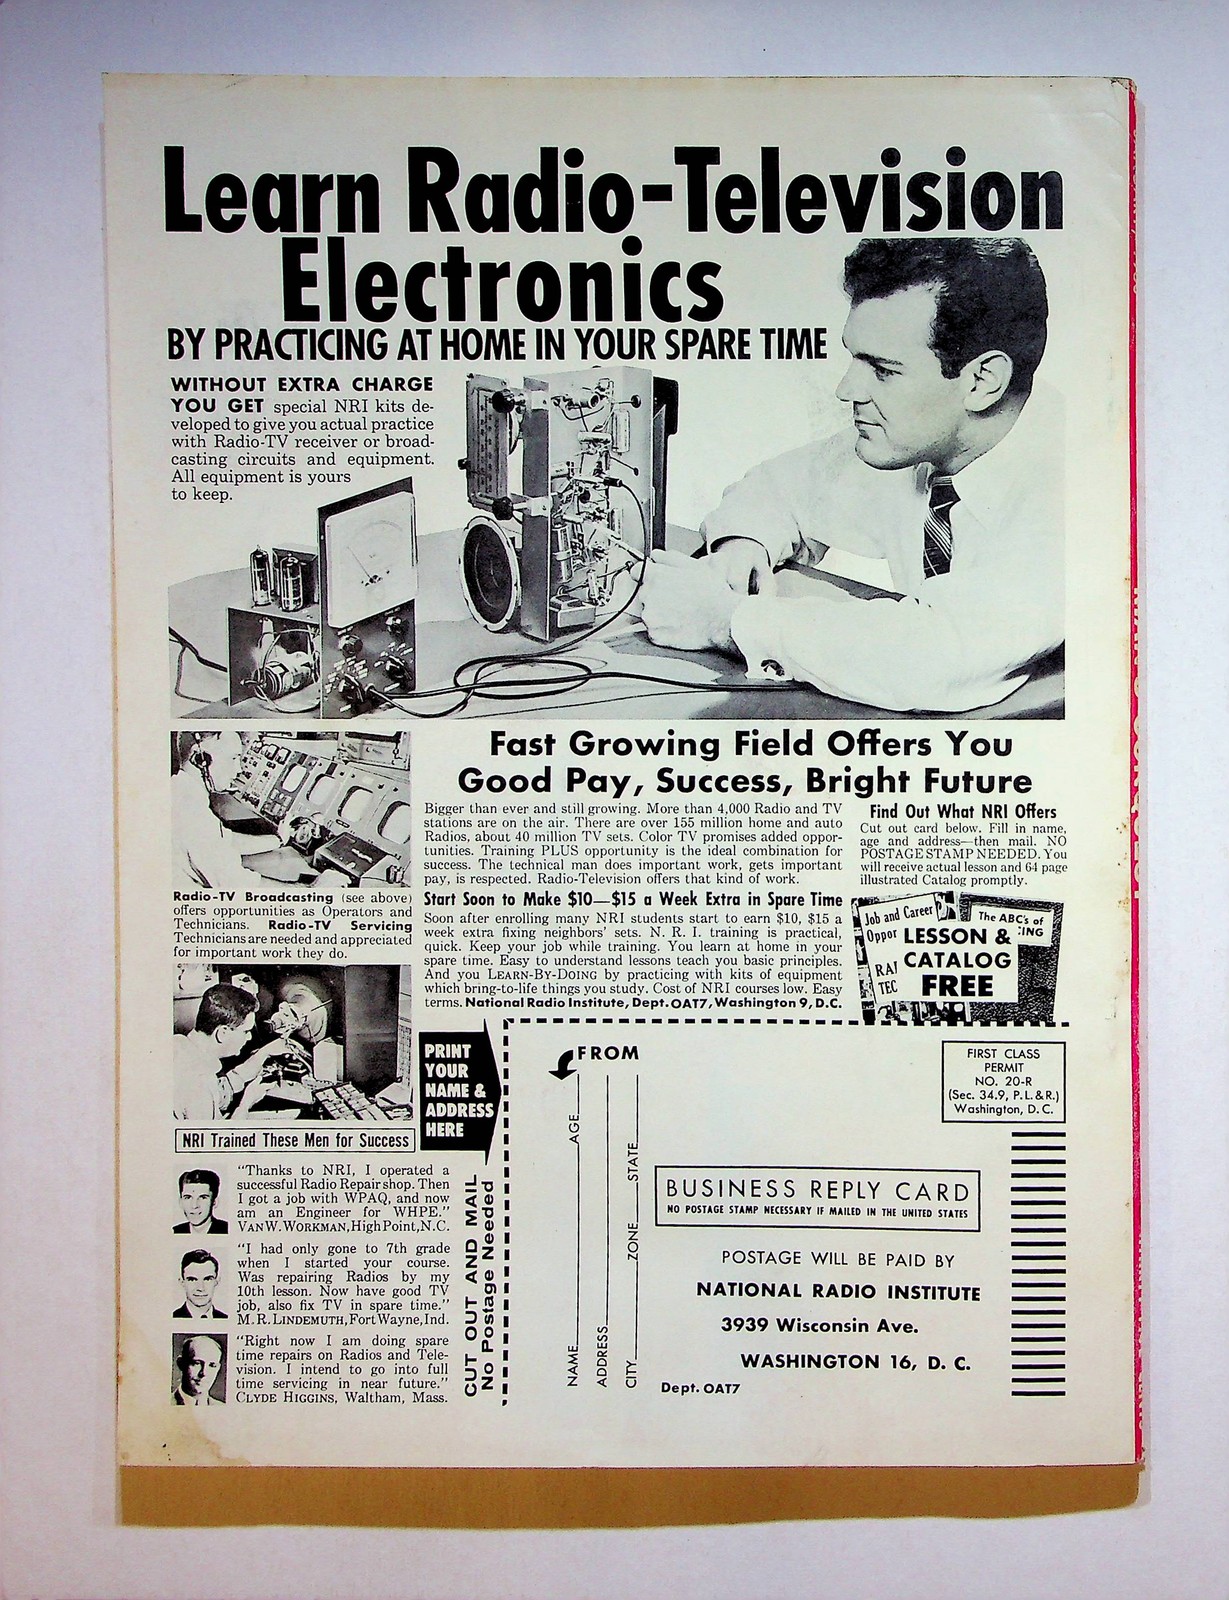 Learn Radio-Television
Electronics
BY PRACTICING AT HOME IN YOUR SPARE TIME
WITHOUT EXTRA CHARGE
YOU GET special NRI kits de-
veloped to give you actual practice
with Radio-TV receiver or broad-
casting circuits and equipment.
All equipment is yours
to keep.
Fast Growing Field Offers You
Good Pay, Success, Bright Future
Bigger than ever and still growing. More than 4,000 Radio and TV
stations are on the air. There are over 155 million home and auto
Radios, about 40 million TV sets. Color TV promises added oppor-
tunities. Training PLUS opportunity is the ideal combination for
success. The technical man does important work, gets important
pay, is respected. Radio-Television offers that kind of work.
Start Soon to Make $10—$15 a Week Extra in Spare Time
Soon after enrolling many NRI students start to earn $10, $15 a
week extra fixing neighbors' sets. N. R. I. training is practical,
quick. Keep your job while training. You learn at home in your
spare time. Easy to understand lessons teach you basic principles.
And you LEARN-BY-DOING by practicing with kits of equipment
which bring-to-life things you study. Cost of NRI courses low. Easy
terms. National Radio Institute, Dept. OAT7, Washington 9, D.C.
Find Out What NRI Offers
Cut out card below. Fill in name,
age and address—then mail. NO
POSTAGE STAMP NEEDED. You
will receive actual lesson and 64 page
illustrated Catalog promptly.
Job and Career
Oppor
RAI
TEC
The ABC's of
ING
LESSON &
CATALOG
FREE
Radio-TV Broadcasting (see above)
offers opportunities as Operators and
Technicians. Radio-TV Servicing
Technicians are needed and appreciated
for important work they do.
NRI Trained These Men for Success
"Thanks to NRI, I operated a
successful Radio Repair shop. Then
I got a job with WPAQ, and now
am an Engineer for WHPE."
VAN W. WORKMAN, High Point, N.C.
"I had only gone to 7th grade
when I started your course.
Was repairing Radios by my
10th lesson. Now have good TV
job, also fix TV in spare time."
M. R. LINDEMUTH, Fort Wayne, Ind.
"Right now I am doing spare
time repairs on Radios and Tele-
vision. I intend to go into full
time servicing in near future."
CLYDE HIGGINS, Waltham, Mass.
PRINT
YOUR
NAME &
ADDRESS
HERE
CUT OUT AND MAIL
No Postage Needed
FROM
NAME AGE
ADDRESS
CITY ZONE STATE
FIRST CLASS
PERMIT
NO. 20-R
(Sec. 34.9, P.L.&R.)
Washington, D.C.
BUSINESS REPLY CARD
NO POSTAGE STAMP NECESSARY IF MAILED IN THE UNITED STATES
POSTAGE WILL BE PAID BY
NATIONAL RADIO INSTITUTE
3939 Wisconsin Ave.
WASHINGTON 16, D. C.
Dept. OAT7